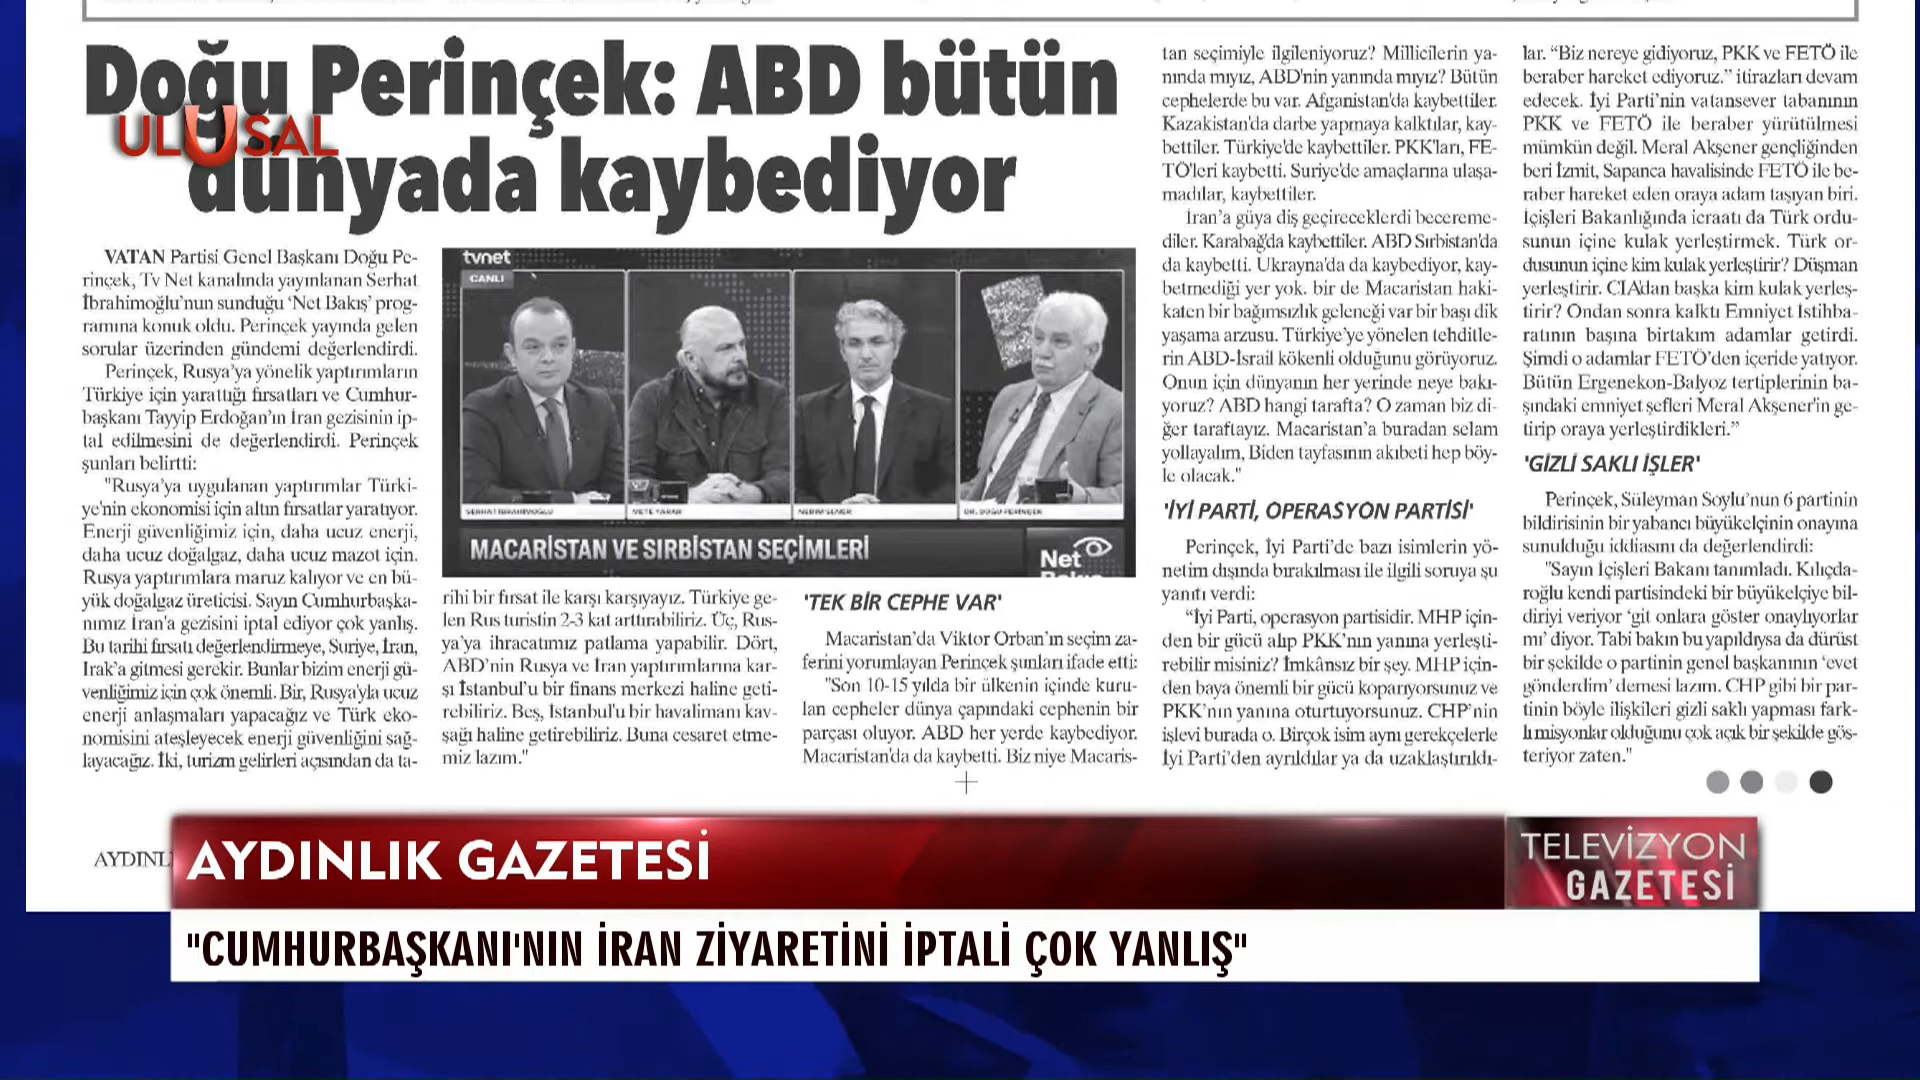 Doğu Perinçek: ABD bütün
dünyada kaybediyor
ULUSAL
VATAN Partisi Genel Başkanı Doğu Pe-
rinçek, Tv Net kanalında yayınlanan Serhat
İbrahimoğlu'nun sunduğu 'Net Bakış' prog-
ramına konuk oldu. Perinçek yayında gelen
sorular üzerinden gündemi değerlendirdi.
Perinçek, Rusya'ya yönelik yaptırımların
Türkiye için yarattığı fırsatları ve Cumhur-
başkanı Tayyip Erdoğan'ın İran gezisinin ip-
tal edilmesini de değerlendirdi. Perinçek
şunları belirtti:
"Rusya'ya uygulanan yaptırımlar Türki-
ye'nin ekonomisi için altın fırsatlar yaratıyor.
Enerji güvenliğimiz için, daha ucuz enerji,
daha ucuz doğalgaz, daha ucuz mazot için.
Rusya yaptırımlara maruz kalıyor ve en bü-
yük doğalgaz üreticisi. Sayın Cumhurbaşka-
nımız İran'a gezisini iptal ediyor çok yanlış.
Bu tarihi fırsatı değerlendirmeye, Suriye, İran,
Irak'a gitmesi gerekir. Bunlar bizim enerji gü-
venliğimiz için çok önemli. Bir, Rusya'yla ucuz
enerji anlaşmaları yapacağız ve Türk eko-
nomisini ateşleyecek enerji güvenliğini sağ-
layacağız. İki, turizm gelirleri açısından da ta-
tvnet
CANLI
SERHAT İBRAHİMOĞLU
METE YARAR
NEDİM ŞENER
DR. DOĞU PERİNÇEK
MACARİSTAN VE SIRBİSTAN SEÇİMLERİ
Net
Bakış
rihi bir fırsat ile karşı karşıyayız. Türkiye ge-
len Rus turistin 2-3 kat arttırabiliriz. Üç, Rus-
ya'ya ihracatımız patlama yapabilir. Dört,
ABD'nin Rusya ve İran yaptırımlarına kar-
şı İstanbul'u bir finans merkezi haline geti-
rebiliriz. Beş, İstanbul'u bir havalimanı kav-
şağı haline getirebiliriz. Buna cesaret etme-
miz lazım."
'TEK BİR CEPHE VAR'
Macaristan'da Viktor Orban'ın seçim za-
ferini yorumlayan Perinçek şunları ifade etti:
"Son 10-15 yılda bir ülkenin içinde kuru-
lan cepheler dünya çapındaki cephenin bir
parçası oluyor. ABD her yerde kaybediyor.
Macaristan'da da kaybetti. Biz niye Macaris-
tan seçimiyle ilgileniyoruz? Millicilerin ya-
nında mıyız, ABD'nin yanında mıyız? Bütün
cephelerde bu var. Afganistan'da kaybettiler.
Kazakistan'da darbe yapmaya kalktılar, kay-
bettiler. Türkiye'de kaybettiler. PKK'ları, FE-
TÖ'leri kaybetti. Suriye'de amaçlarına ulaşa-
madılar, kaybettiler.
İran'a güya diş geçireceklerdi becereme-
diler. Karabağ'da kaybettiler. ABD Sırbistan'da
da kaybetti. Ukrayna'da da kaybediyor, kay-
betmediği yer yok. bir de Macaristan haki-
katen bir bağımsızlık geleneği var bir başı dik
yaşama arzusu. Türkiye'ye yönelen tehditle-
rin ABD-İsrail kökenli olduğunu görüyoruz.
Onun için dünyanın her yerinde neye bakı-
yoruz? ABD hangi tarafta? O zaman biz di-
ğer taraftayız. Macaristan'a buradan selam
yollayalım, Biden tayfasının akıbeti hep böy-
le olacak."
'İYİ PARTİ, OPERASYON PARTİSİ'
Perinçek, İyi Parti'de bazı isimlerin yö-
netim dışında bırakılması ile ilgili soruya şu
yanıtı verdi:
"İyi Parti, operasyon partisidir. MHP için-
den bir gücü alıp PKK'nın yanına yerleşti-
rebilir misiniz? İmkânsız bir şey. MHP için-
den baya önemli bir gücü koparıyorsunuz ve
PKK'nın yanına oturtuyorsunuz. CHP'nin
işlevi burada o. Birçok isim aynı gerekçelerle
İyi Parti'den ayrıldılar ya da uzaklaştırıldı-
lar. "Biz nereye gidiyoruz, PKK ve FETÖ ile
beraber hareket ediyoruz." itirazları devam
edecek. İyi Parti'nin vatansever tabanının
PKK ve FETÖ ile beraber yürütülmesi
mümkün değil. Meral Akşener gençliğinden
beri İzmit, Sapanca havalisinde FETÖ ile be-
raber hareket eden oraya adam taşıyan biri.
İçişleri Bakanlığında icraatı da Türk ordu-
sunun içine kulak yerleştirmek. Türk or-
dusunun içine kim kulak yerleştirir? Düşman
yerleştirir. CIA'dan başka kim kulak yerleş-
tirir? Ondan sonra kalktı Emniyet İstihba-
ratının başına birtakım adamlar getirdi.
Şimdi o adamlar FETÖ'den içeride yatıyor.
Bütün Ergenekon-Balyoz tertiplerinin ba-
şındaki emniyet şefleri Meral Akşener'in ge-
tirip oraya yerleştirdikleri."
'GİZLİ SAKLI İŞLER'
Perinçek, Süleyman Soylu'nun 6 partinin
bildirisinin bir yabancı büyükelçinin onayına
sunulduğu iddiasını da değerlendirdi:
"Sayın İçişleri Bakanı tanımladı. Kılıçda-
roğlu kendi partisindeki bir büyükelçiye bil-
diriyi veriyor 'git onlara göster onaylıyorlar
mı' diyor. Tabi bakın bu yapıldıysa da dürüst
bir şekilde o partinin genel başkanının 'evet
gönderdim' demesi lazım. CHP gibi bir par-
tinin böyle ilişkileri gizli saklı yapması fark-
lı misyonlar olduğunu çok açık bir şekilde gös-
teriyor zaten."
AYDINL
AYDINLIK GAZETESİ
TELEVİZYON
GAZETESİ
"CUMHURBAŞKANI'NIN İRAN ZİYARETİNİ İPTALİ ÇOK YANLIŞ"